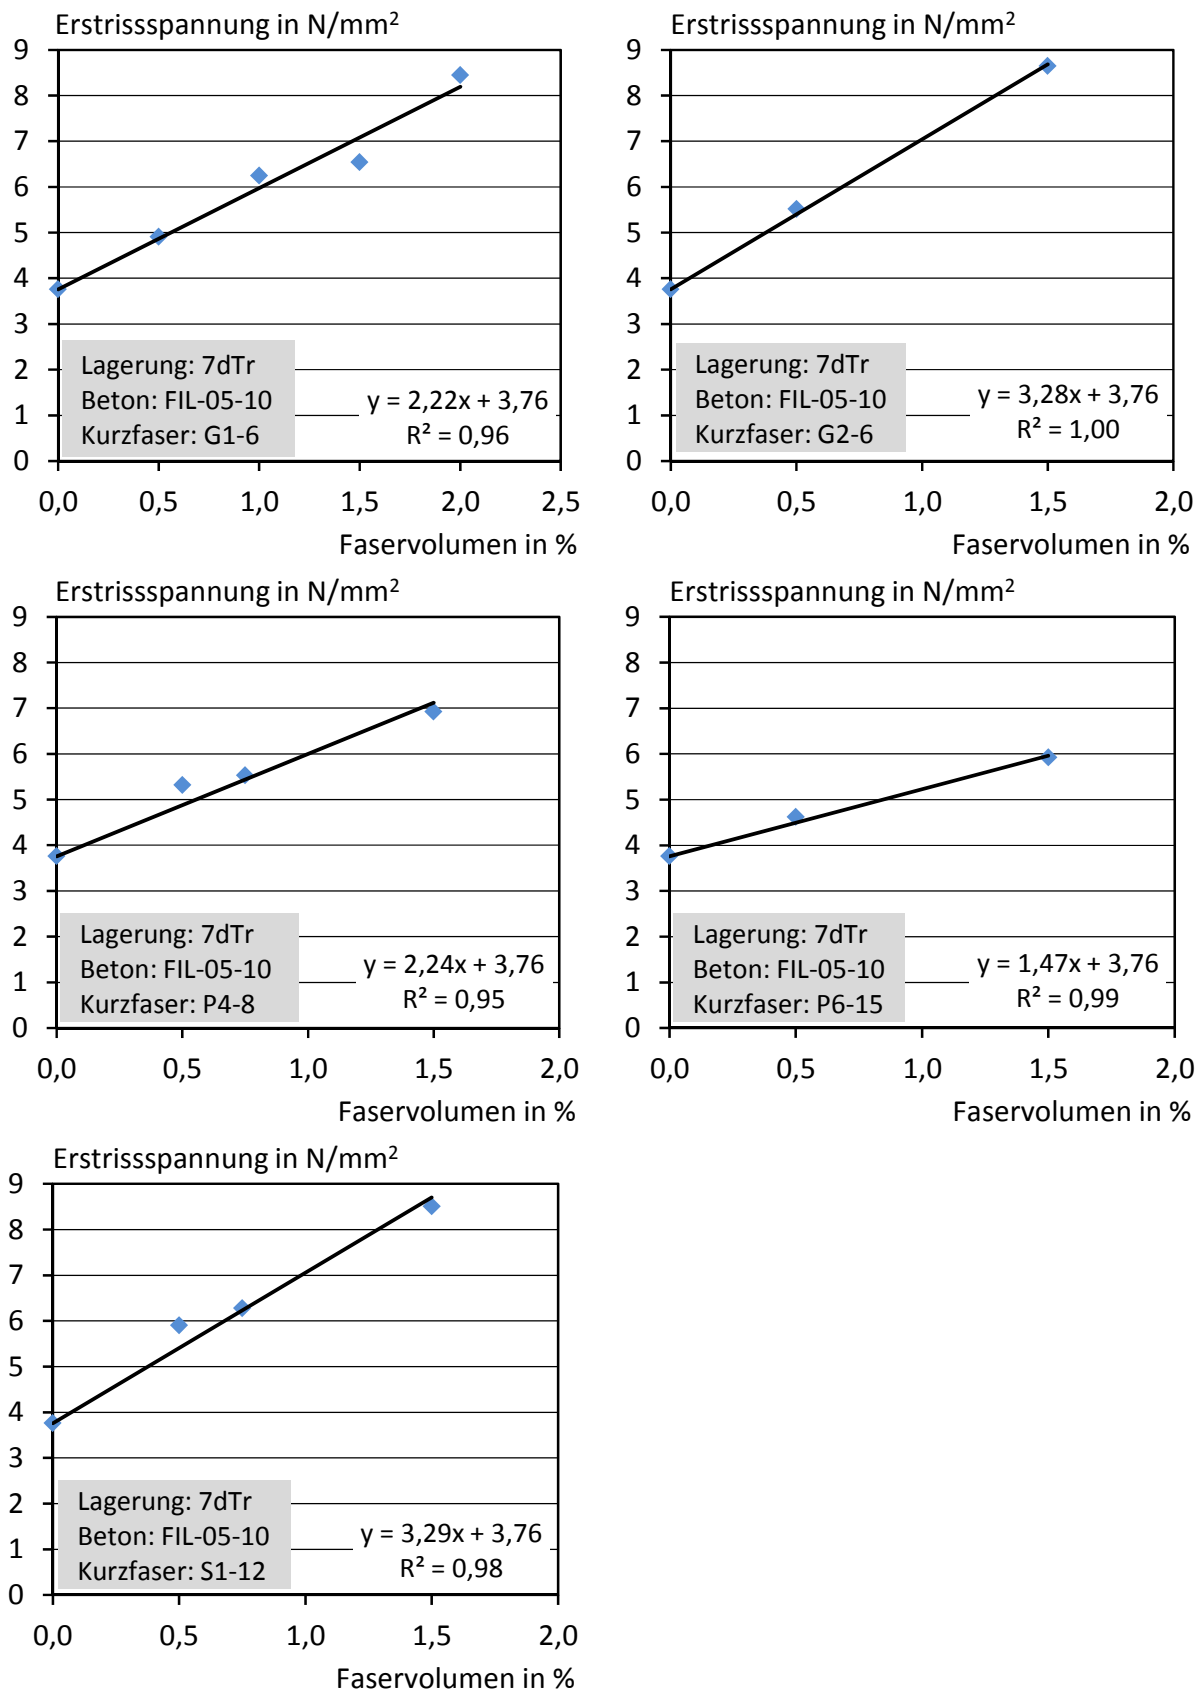 Erstrissspannung in N/mm²
9
8
7
6
5
4
3
2
1
0
Lagerung: 7dTr
Beton: FIL-05-10
Kurzfaser: G1-6
y = 2,22x + 3,76
R² = 0,96
0,0 0,5 1,0 1,5 2,0 2,5
Faservolumen in %
Erstrissspannung in N/mm²
9
8
7
6
5
4
3
2
1
0
Lagerung: 7dTr
Beton: FIL-05-10
Kurzfaser: G2-6
y = 3,28x + 3,76
R² = 1,00
0,0 0,5 1,0 1,5 2,0
Faservolumen in %
Erstrissspannung in N/mm²
9
8
7
6
5
4
3
2
1
0
Lagerung: 7dTr
Beton: FIL-05-10
Kurzfaser: P4-8
y = 2,24x + 3,76
R² = 0,95
0,0 0,5 1,0 1,5 2,0
Faservolumen in %
Erstrissspannung in N/mm²
9
8
7
6
5
4
3
2
1
0
Lagerung: 7dTr
Beton: FIL-05-10
Kurzfaser: P6-15
y = 1,47x + 3,76
R² = 0,99
0,0 0,5 1,0 1,5 2,0
Faservolumen in %
Erstrissspannung in N/mm²
9
8
7
6
5
4
3
2
1
0
Lagerung: 7dTr
Beton: FIL-05-10
Kurzfaser: S1-12
y = 3,29x + 3,76
R² = 0,98
0,0 0,5 1,0 1,5 2,0
Faservolumen in %